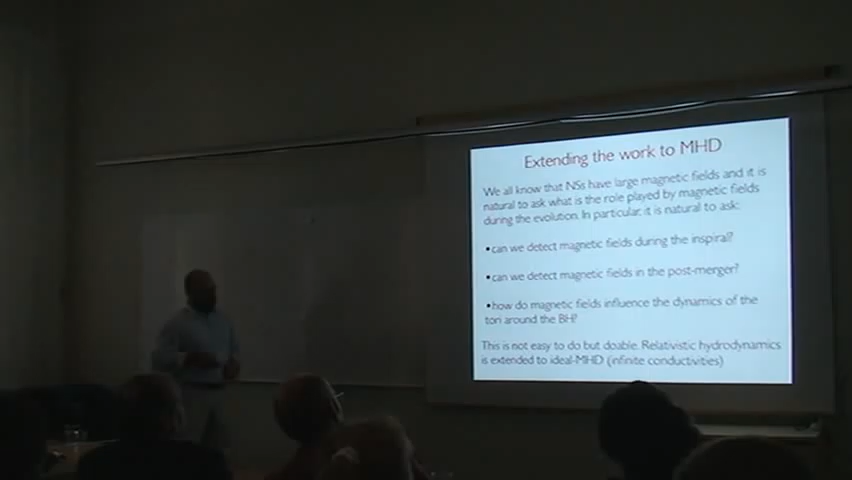 Extending the work to MHD
We all know that NSs have large magnetic fields and it is
natural to ask what is the role played by magnetic fields
during the evolution. In particular, it is natural to ask:
•can we detect magnetic fields during the inspiral?
•can we detect magnetic fields in the post-merger?
•how do magnetic fields influence the dynamics of the
tori around the BH?
This is not easy to do but doable. Relativistic hydrodynamics
is extended to ideal-MHD (infinite conductivities)